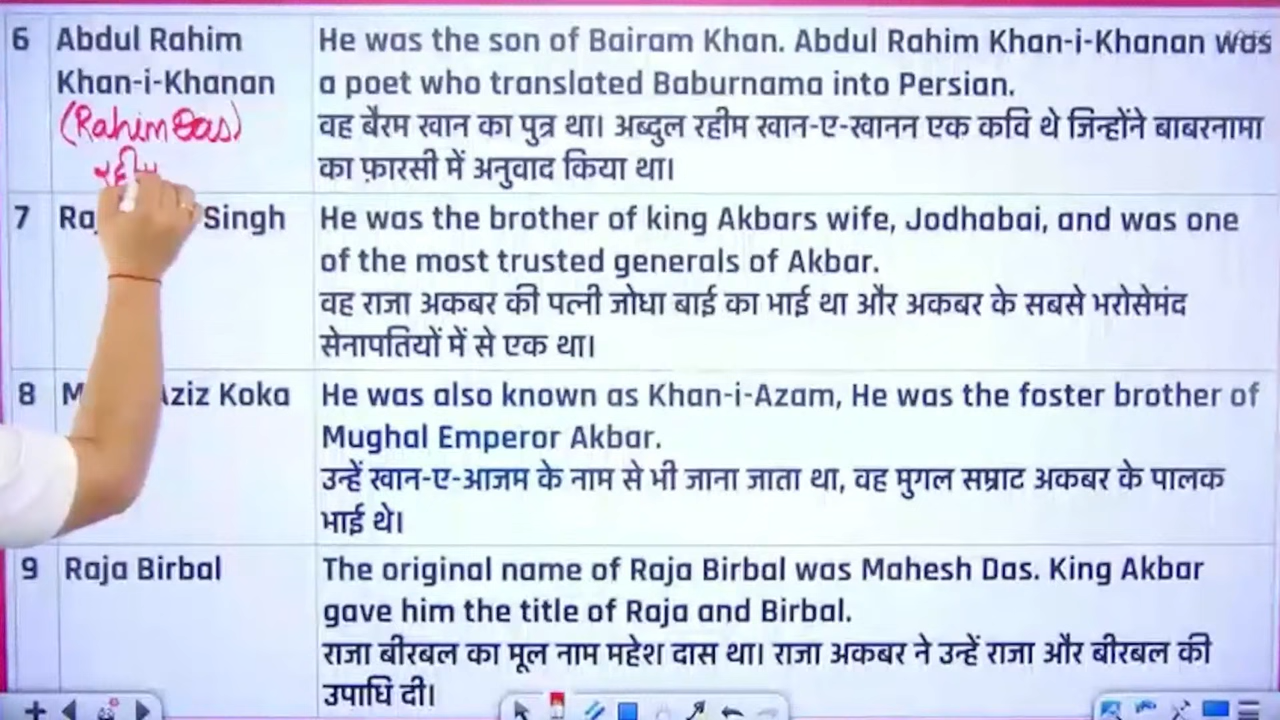 6 Abdul Rahim
Khan-i-Khanan
(Rahim Das)
He was the son of Bairam Khan. Abdul Rahim Khan-i-Khanan was
a poet who translated Baburnama into Persian.
वह बैरम खान का पुत्र था। अब्दुल रहीम खान-ए-खानन एक कवि थे जिन्होंने बाबरनामा
का फ़ारसी में अनुवाद किया था।
7 Singh
He was the brother of king Akbars wife, Jodhabai, and was one
of the most trusted generals of Akbar.
वह राजा अकबर की पत्नी जोधा बाई का भाई था और अकबर के सबसे भरोसेमंद
सेनापतियों में से एक था।
8 Aziz Koka
He was also known as Khan-i-Azam, He was the foster brother of
Mughal Emperor Akbar.
उन्हें खान-ए-आजम के नाम से भी जाना जाता था, वह मुगल सम्राट अकबर के पालक
भाई थे।
9 Raja Birbal
The original name of Raja Birbal was Mahesh Das. King Akbar
gave him the title of Raja and Birbal.
राजा बीरबल का मूल नाम महेश दास था। राजा अकबर ने उन्हें राजा और बीरबल की
उपाधि दी।